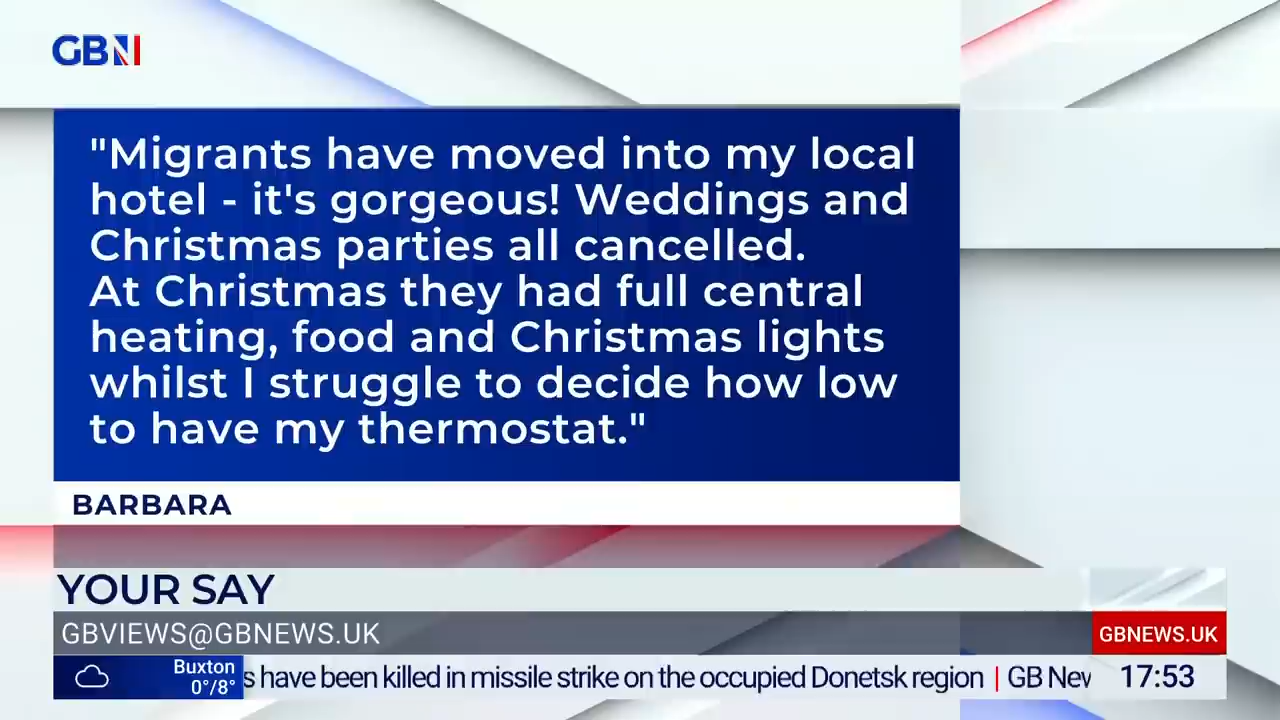 GBN
"Migrants have moved into my local
hotel - it's gorgeous! Weddings and
Christmas parties all cancelled.
At Christmas they had full central
heating, food and Christmas lights
whilst I struggle to decide how low
to have my thermostat."
BARBARA
YOUR SAY
GBVIEWS@GBNEWS.UK
GBNEWS.UK
Buxton
0°/8°
s have been killed in missile strike on the occupied Donetsk region | GB New
17:53